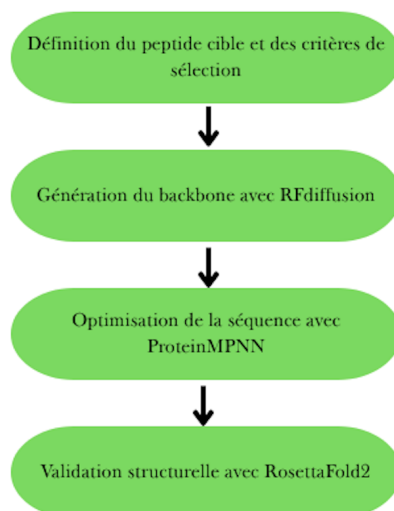 Définition du peptide cible et des critères de
sélection
Génération du backbone avec RFdiffusion
Optimisation de la séquence avec
ProteinMPNN
Validation structurelle avec RosettaFold2